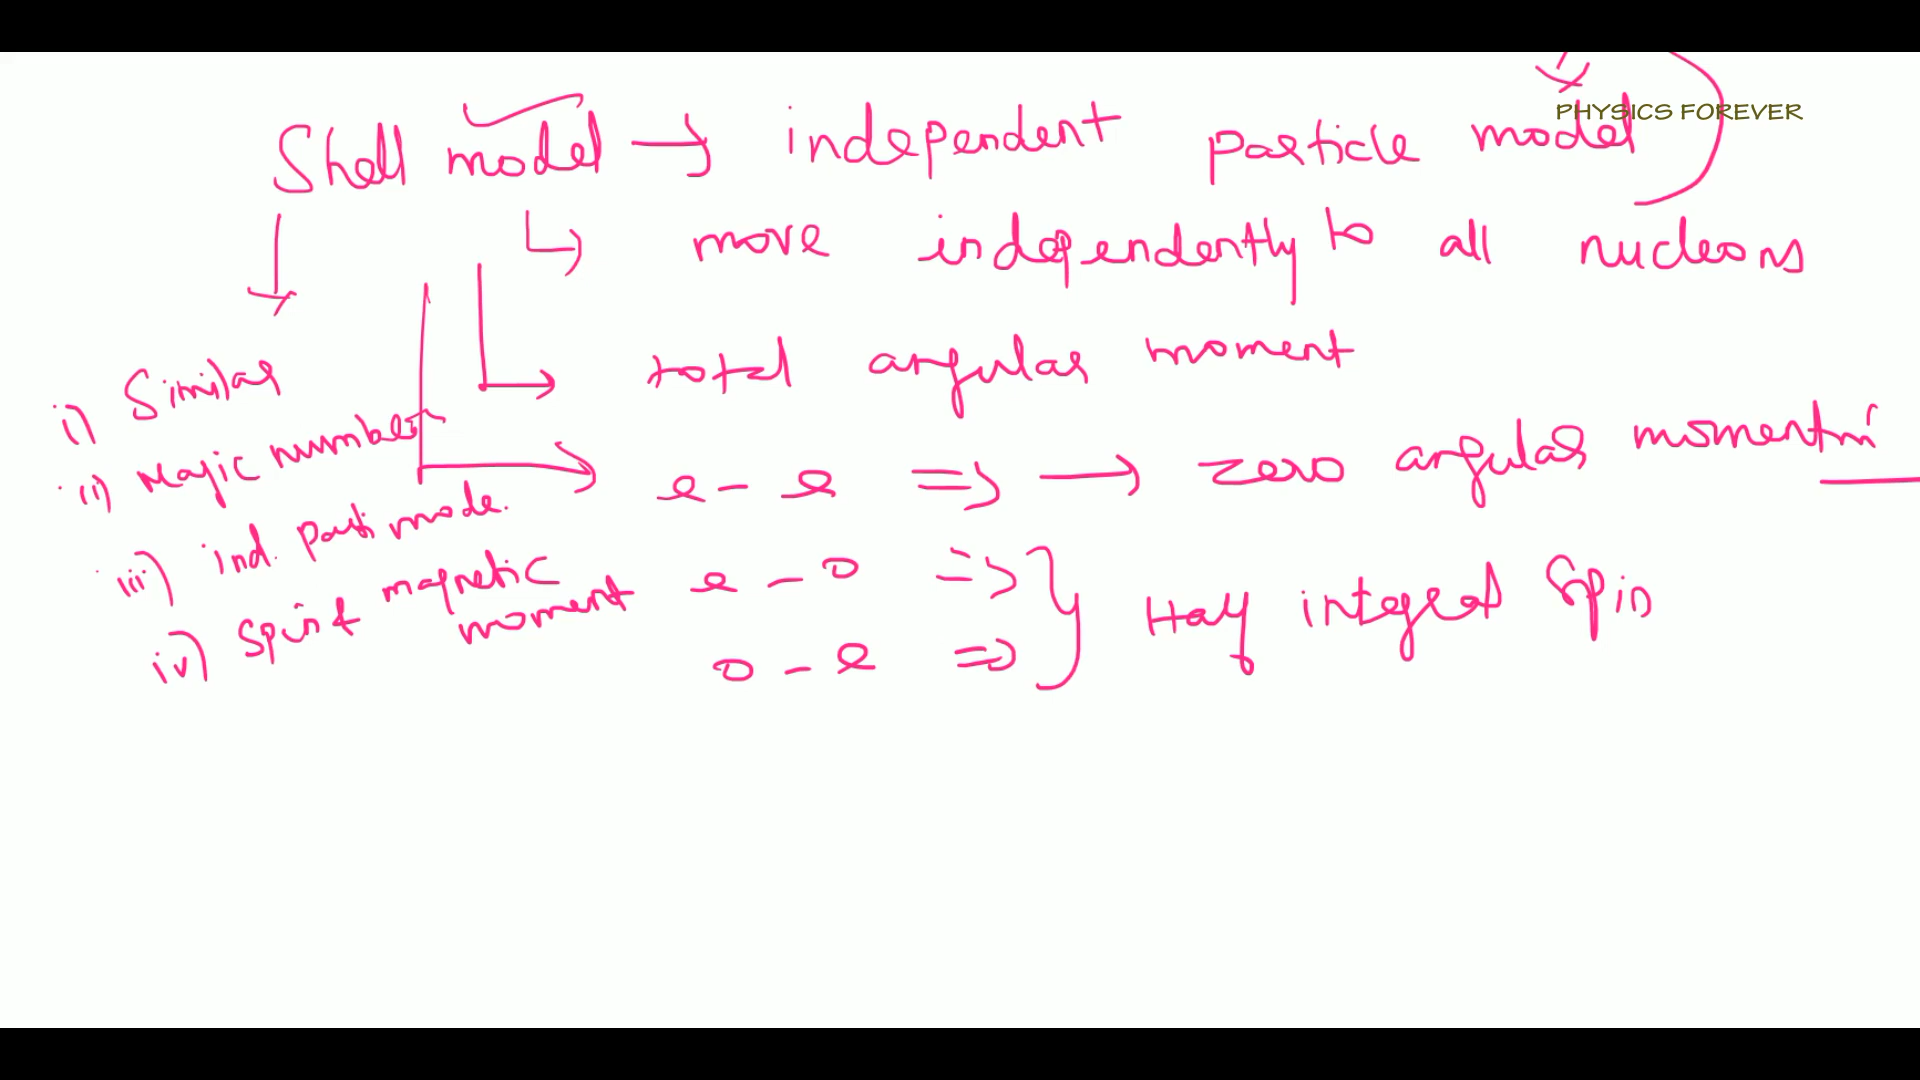 PHYSICS FOREVER
Shell model → independent particle model
↳ move independently to all nucleons
total angular moment
i) Similar
ii) Magic number
e - e ⇒ → zero angular momentm
iii) ind. parti mode.
e - o ⇒
o - e ⇒ } Half integral Spin
iv) Spin & magnetic
moment